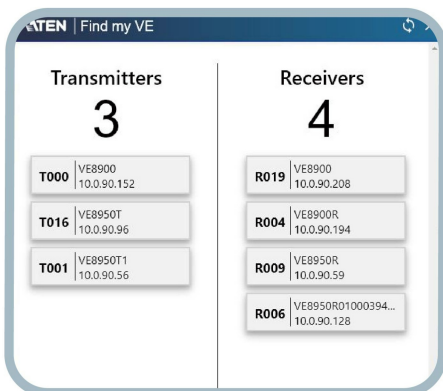 ATEN | Find my VE
Transmitters
3
T000 VE8900
10.0.90.152
T016 VE8950T
10.0.90.96
T001 VE8950T1
10.0.90.56
Receivers
4
R019 VE8900
10.0.90.208
R004 VE8900R
10.0.90.194
R009 VE8950R
10.0.90.59
R006 VE8950R01000394...
10.0.90.128